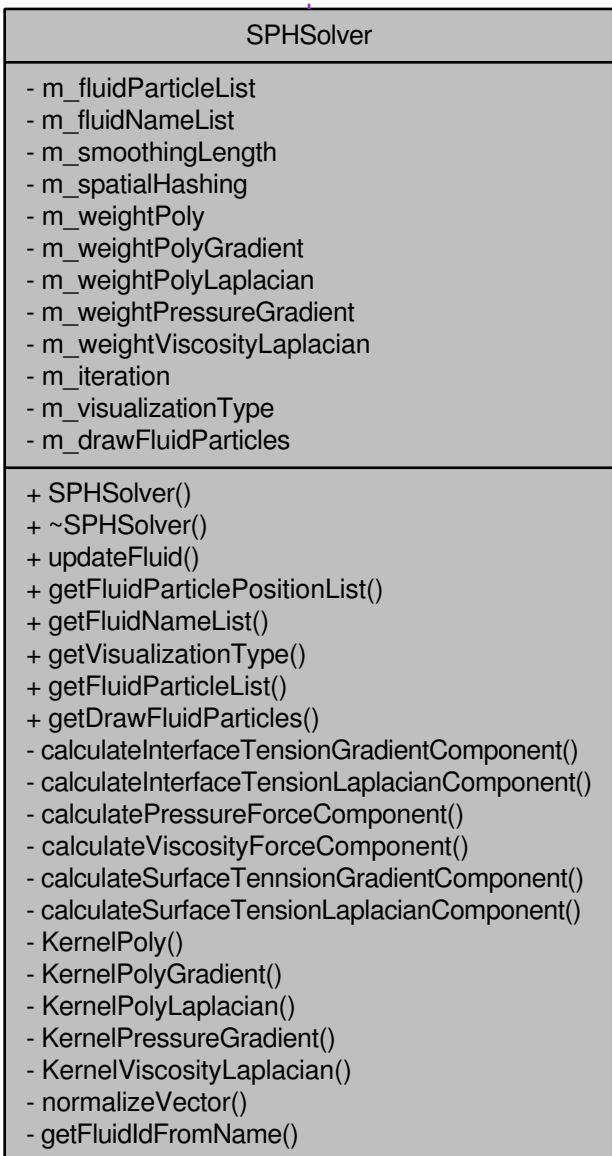 SPHSolver
- m_fluidParticleList
- m_fluidNameList
- m_smoothingLength
- m_spatialHashing
- m_weightPoly
- m_weightPolyGradient
- m_weightPolyLaplacian
- m_weightPressureGradient
- m_weightViscosityLaplacian
- m_iteration
- m_visualizationType
- m_drawFluidParticles
+ SPHSolver()
+ ~SPHSolver()
+ updateFluid()
+ getFluidParticlePositionList()
+ getFluidNameList()
+ getVisualizationType()
+ getFluidParticleList()
+ getDrawFluidParticles()
- calculateInterfaceTensionGradientComponent()
- calculateInterfaceTensionLaplacianComponent()
- calculatePressureForceComponent()
- calculateViscosityForceComponent()
- calculateSurfaceTennsionGradientComponent()
- calculateSurfaceTensionLaplacianComponent()
- KernelPoly()
- KernelPolyGradient()
- KernelPolyLaplacian()
- KernelPressureGradient()
- KernelViscosityLaplacian()
- normalizeVector()
- getFluidIdFromName()